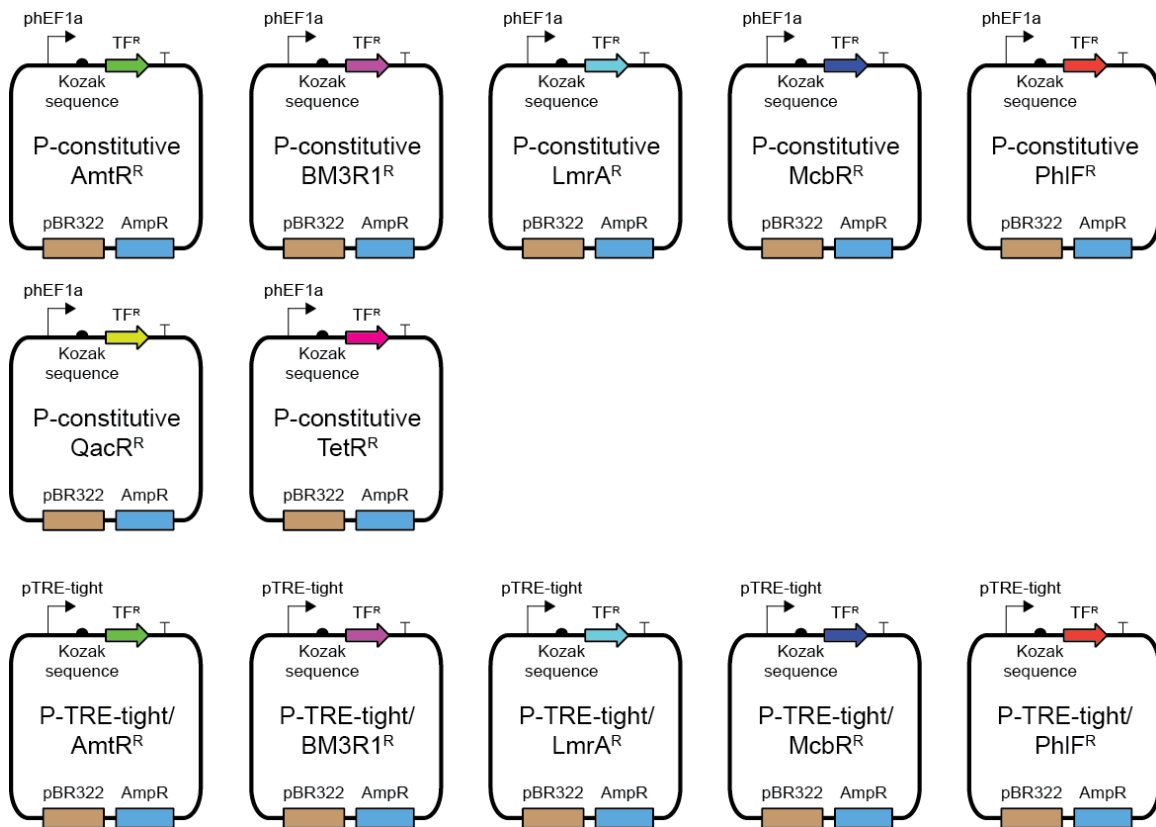 phEF1a phEF1a phEF1a phEF1a phEF1a
TFᴿ T TFᴿ T TFᴿ T TFᴿ T TFᴿ T
Kozak Kozak Kozak Kozak Kozak
sequence sequence sequence sequence sequence
P-constitutive P-constitutive P-constitutive P-constitutive P-constitutive
AmtRᴿ BM3R1ᴿ LmrAᴿ McbRᴿ PhlFᴿ
pBR322 AmpR pBR322 AmpR pBR322 AmpR pBR322 AmpR pBR322 AmpR
phEF1a phEF1a
TFᴿ T TFᴿ T
Kozak Kozak
sequence sequence
P-constitutive P-constitutive
QacRᴿ TetRᴿ
pBR322 AmpR pBR322 AmpR
pTRE-tight pTRE-tight pTRE-tight pTRE-tight pTRE-tight
TFᴿ T TFᴿ T TFᴿ T TFᴿ T TFᴿ T
Kozak Kozak Kozak Kozak Kozak
sequence sequence sequence sequence sequence
P-TRE-tight/ P-TRE-tight/ P-TRE-tight/ P-TRE-tight/ P-TRE-tight/
AmtRᴿ BM3R1ᴿ LmrAᴿ McbRᴿ PhlFᴿ
pBR322 AmpR pBR322 AmpR pBR322 AmpR pBR322 AmpR pBR322 AmpR